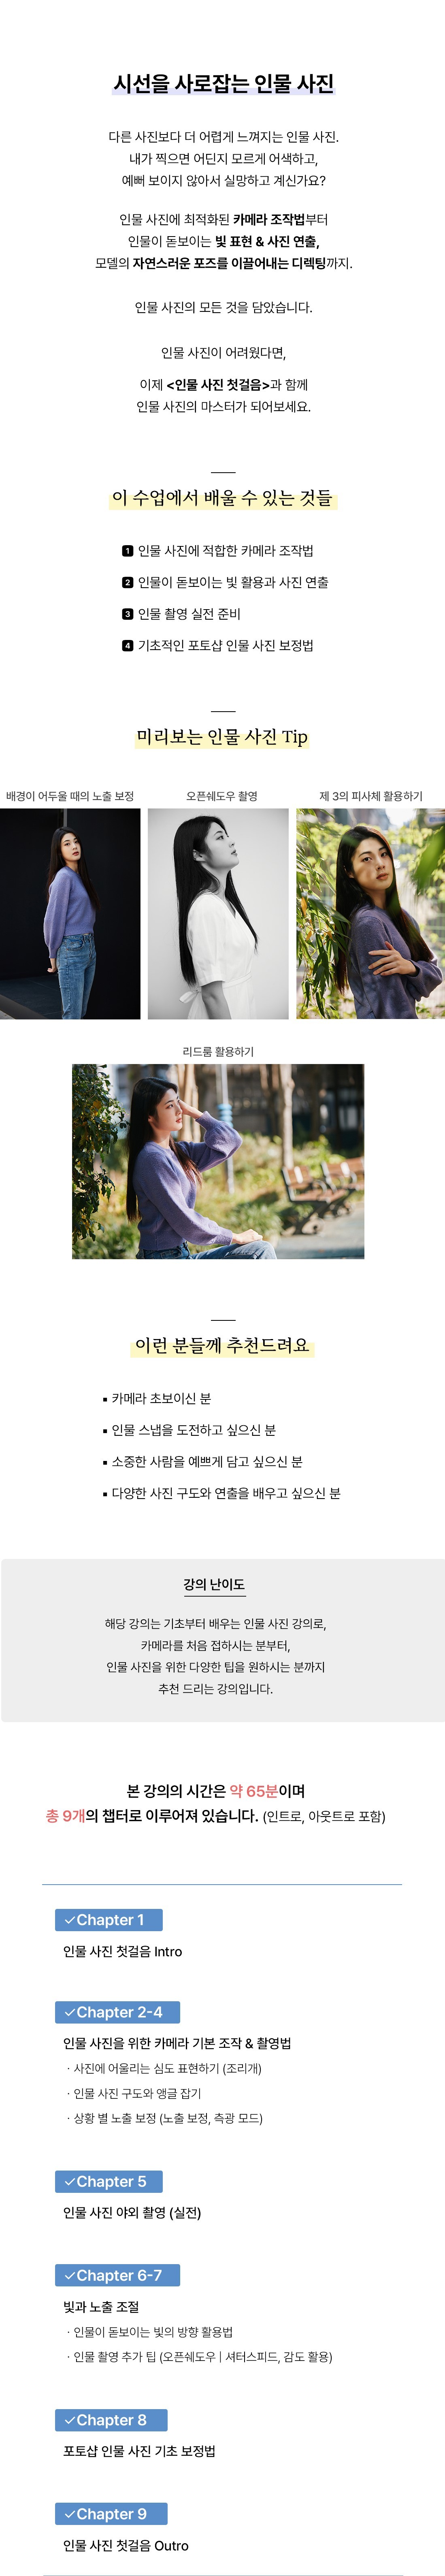 시선을 사로잡는 인물 사진
다른 사진보다 더 어렵게 느껴지는 인물 사진.
내가 찍으면 어딘지 모르게 어색하고,
예뻐 보이지 않아서 실망하고 계신가요?
인물 사진에 최적화된 카메라 조작법부터
인물이 돋보이는 빛 표현 & 사진 연출,
모델의 자연스러운 포즈를 이끌어내는 디렉팅까지.
인물 사진의 모든 것을 담았습니다.
인물 사진이 어려웠다면,
이제 <인물 사진 첫걸음>과 함께
인물 사진의 마스터가 되어보세요.
이 수업에서 배울 수 있는 것들
1 인물 사진에 적합한 카메라 조작법
2 인물이 돋보이는 빛 활용과 사진 연출
3 인물 촬영 실전 준비
4 기초적인 포토샵 인물 사진 보정법
미리보는 인물 사진 Tip
배경이 어두울 때의 노출 보정
오픈쉐도우 촬영
제 3의 피사체 활용하기
리드룸 활용하기
이런 분들께 추천드려요
▪ 카메라 초보이신 분
▪ 인물 스냅을 도전하고 싶으신 분
▪ 소중한 사람을 예쁘게 담고 싶으신 분
▪ 다양한 사진 구도와 연출을 배우고 싶으신 분
강의 난이도
해당 강의는 기초부터 배우는 인물 사진 강의로,
카메라를 처음 접하시는 분부터,
인물 사진을 위한 다양한 팁을 원하시는 분까지
추천 드리는 강의입니다.
본 강의의 시간은 약 65분이며
총 9개의 챕터로 이루어져 있습니다. (인트로, 아웃트로 포함)
✓Chapter 1
인물 사진 첫걸음 Intro
✓Chapter 2-4
인물 사진을 위한 카메라 기본 조작 & 촬영법
· 사진에 어울리는 심도 표현하기 (조리개)
· 인물 사진 구도와 앵글 잡기
· 상황 별 노출 보정 (노출 보정, 측광 모드)
✓Chapter 5
인물 사진 야외 촬영 (실전)
✓Chapter 6-7
빛과 노출 조절
· 인물이 돋보이는 빛의 방향 활용법
· 인물 촬영 추가 팁 (오픈쉐도우 | 셔터스피드, 감도 활용)
✓Chapter 8
포토샵 인물 사진 기초 보정법
✓Chapter 9
인물 사진 첫걸음 Outro